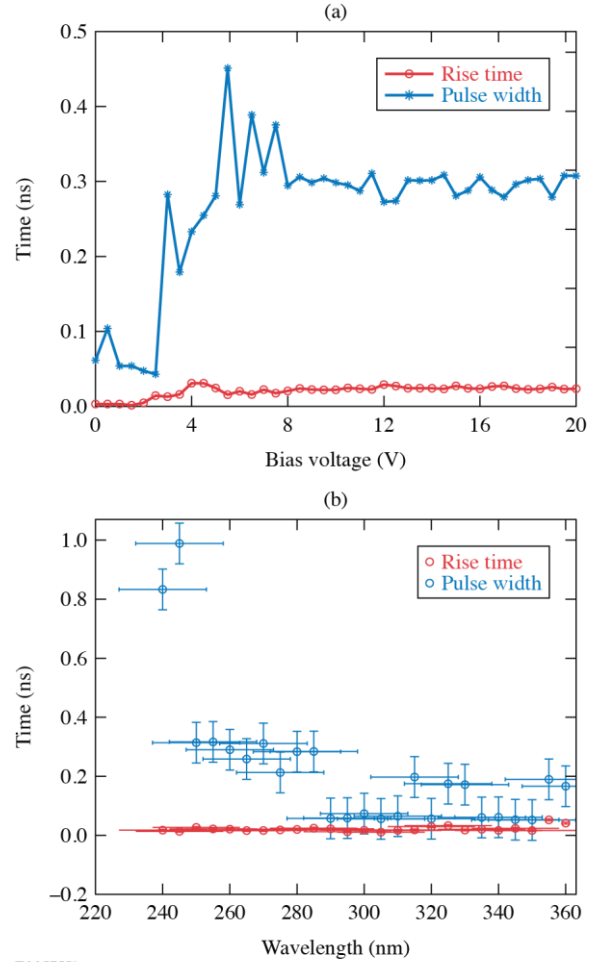 (a)
0.5
0.4
0.3
0.2
0.1
0.0
Time (ns)
Rise time
Pulse width
0 4 8 12 16 20
Bias voltage (V)
(b)
1.0
0.8
0.6
0.4
0.2
0.0
−0.2
Time (ns)
Rise time
Pulse width
220 240 260 280 300 320 340 360
Wavelength (nm)